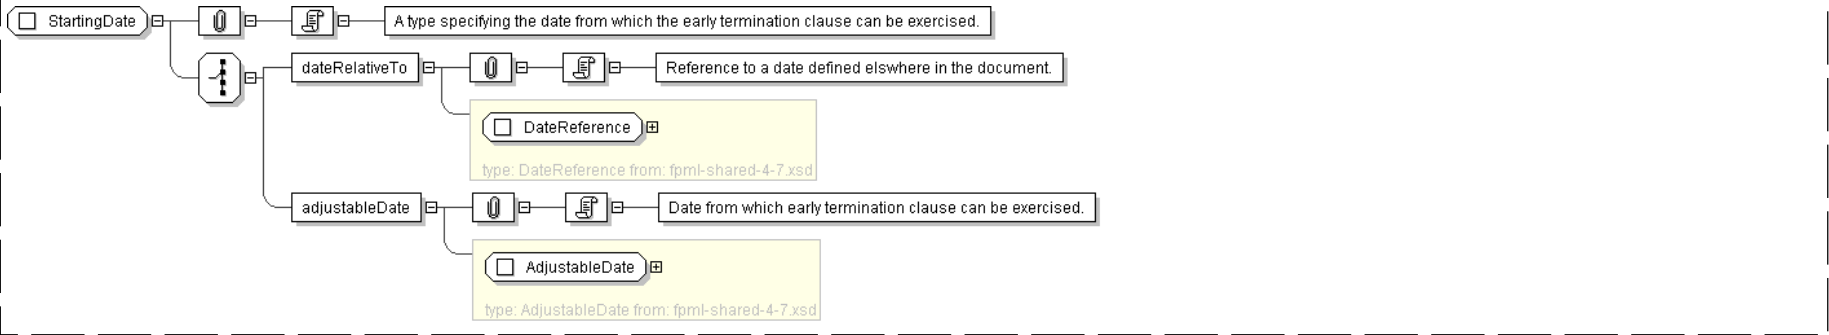 StartingDate
A type specifying the date from which the early termination clause can be exercised.
dateRelativeTo
Reference to a date defined elswhere in the document.
DateReference
type: DateReference from: fpml-shared-4-7.xsd
adjustableDate
Date from which early termination clause can be exercised.
AdjustableDate
type: AdjustableDate from: fpml-shared-4-7.xsd